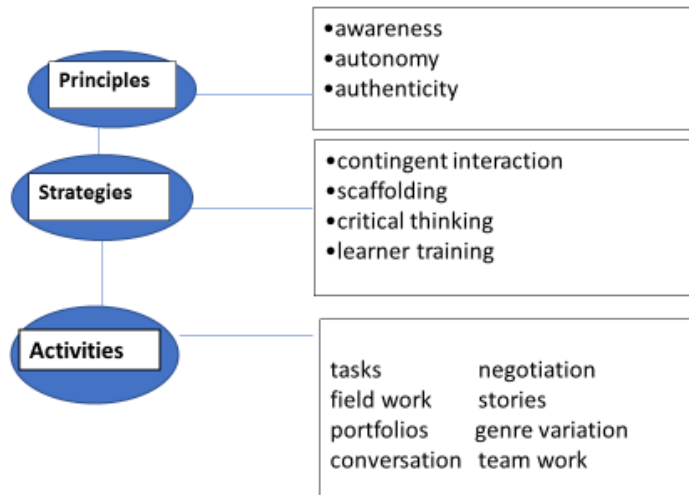 Principles
•awareness
•autonomy
•authenticity
Strategies
•contingent interaction
•scaffolding
•critical thinking
•learner training
Activities
tasks negotiation
field work stories
portfolios genre variation
conversation team work